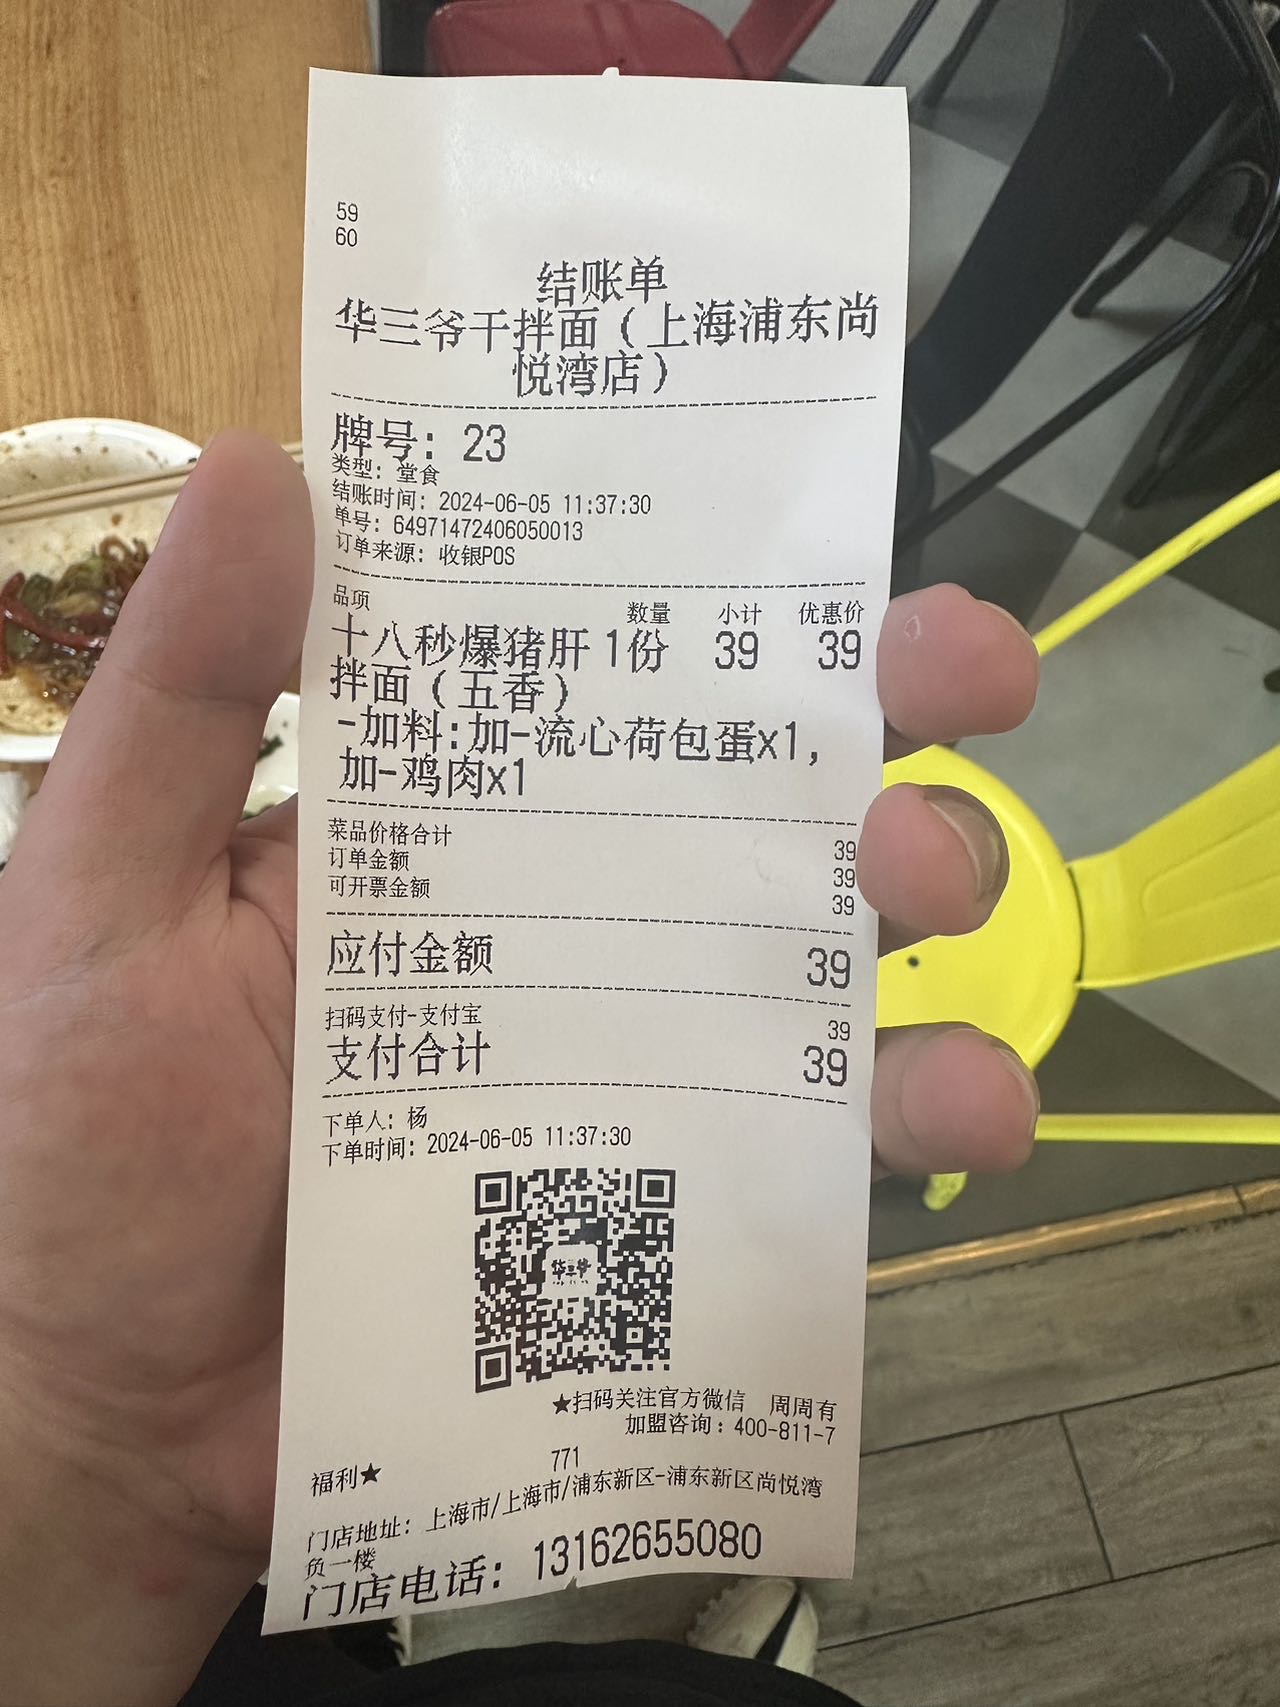 59
60
结账单
华三爷干拌面（上海浦东尚
悦湾店）
牌号：23
类型：堂食
结账时间：2024-06-05 11:37:30
单号：64971472406050013
订单来源：收银POS
品项 数量 小计 优惠价
十八秒爆猪肝 1份 39 39
拌面（五香）
-加料:加-流心荷包蛋x1，
加-鸡肉x1
菜品价格合计 39
订单金额 39
可开票金额 39
应付金额 39
扫码支付-支付宝 39
支付合计 39
下单人：杨
下单时间：2024-06-05 11:37:30
华三爷
★扫码关注官方微信 周周有
加盟咨询：400-811-7
771
福利★
门店地址：上海市/上海市/浦东新区-浦东新区尚悦湾
负一楼
门店电话：13162655080